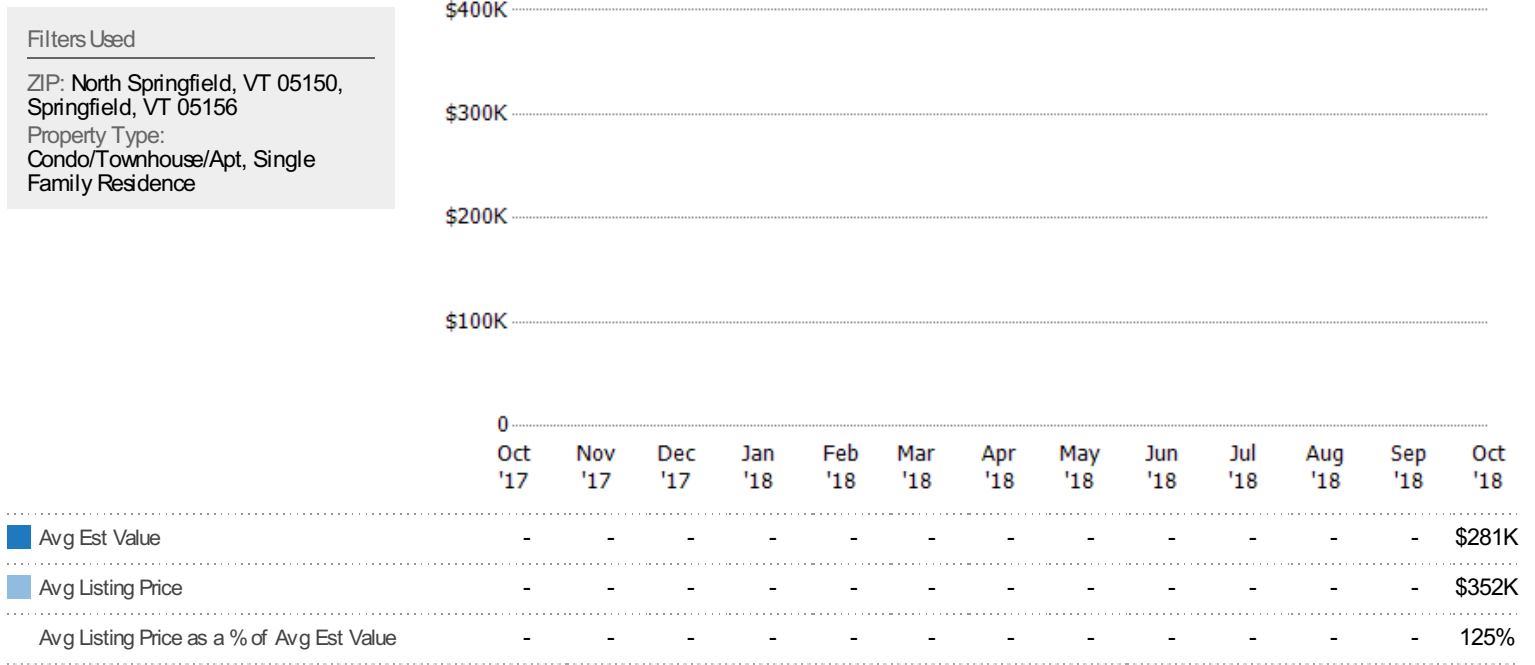 Filters Used
ZIP: North Springfield, VT 05150,
Springfield, VT 05156
Property Type:
Condo/Townhouse/Apt, Single
Family Residence
$400K
$300K
$200K
$100K
0
Oct Nov Dec Jan Feb Mar Apr May Jun Jul Aug Sep Oct
'17 '17 '17 '18 '18 '18 '18 '18 '18 '18 '18 '18 '18
Avg Est Value - - - - - - - - - - - - $281K
Avg Listing Price - - - - - - - - - - - - $352K
Avg Listing Price as a % of Avg Est Value - - - - - - - - - - - - 125%